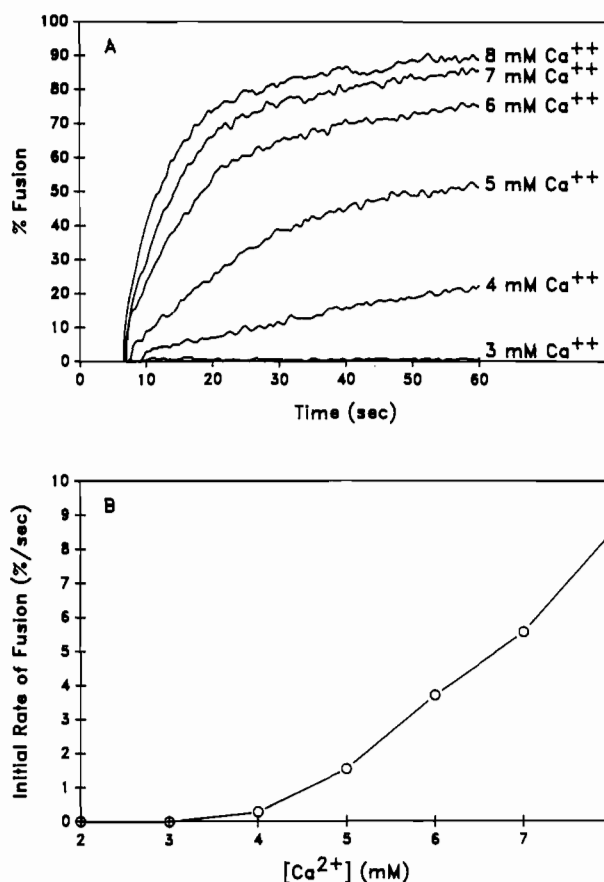 A
100
90
80
70
60
50
40
30
20
10
0
% Fusion
8 mM Ca++
7 mM Ca++
6 mM Ca++
5 mM Ca++
4 mM Ca++
3 mM Ca++
0 10 20 30 40 50 60
Time (sec)
B
10
9
8
7
6
5
4
3
2
1
0
Initial Rate of Fusion (%/sec)
2 3 4 5 6 7
[Ca2+] (mM)